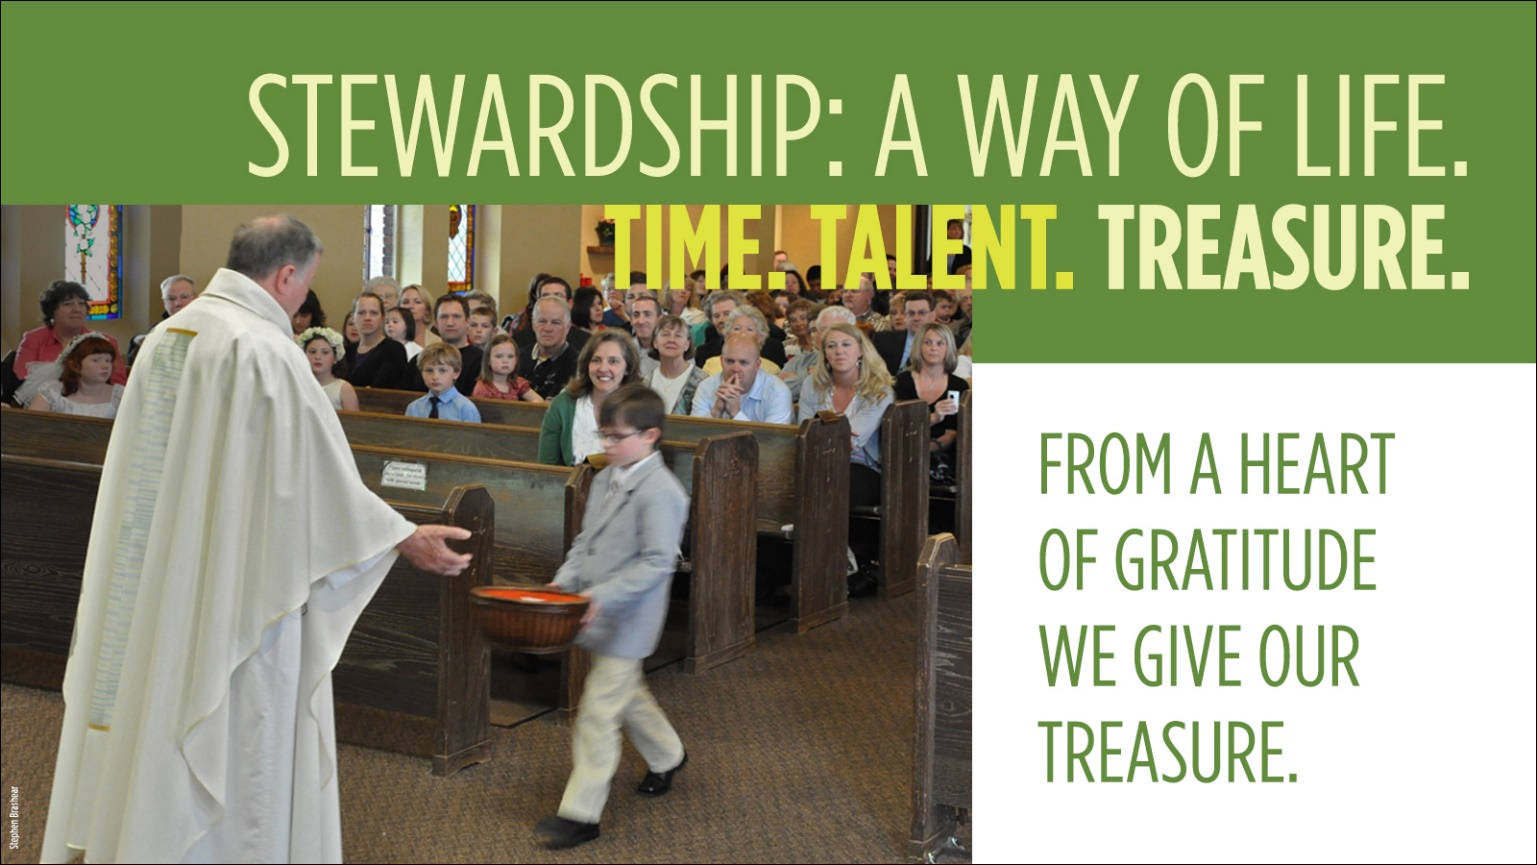 STEWARDSHIP: A WAY OF LIFE.
TIME. TALENT. TREASURE.
FROM A HEART
OF GRATITUDE
WE GIVE OUR
TREASURE.
Stephen Brashear